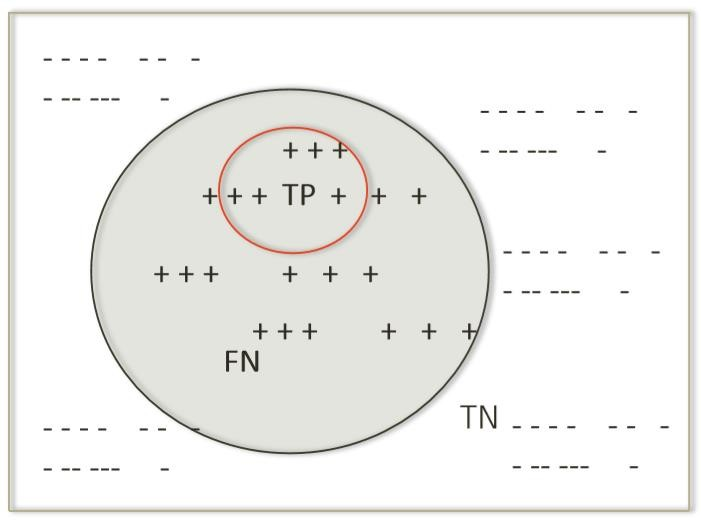 - - - -   - -   -
- -- ---   -
- - - -   - -   -
- -- ---   -
+ + +
+ + + TP + + +
- - - -   - -   -
+ + +   + + +
- -- ---   -
+ + +   + + +
FN
TN
- - - -   - -   -
- - - -   - -   -
- -- ---   -
- -- ---   -